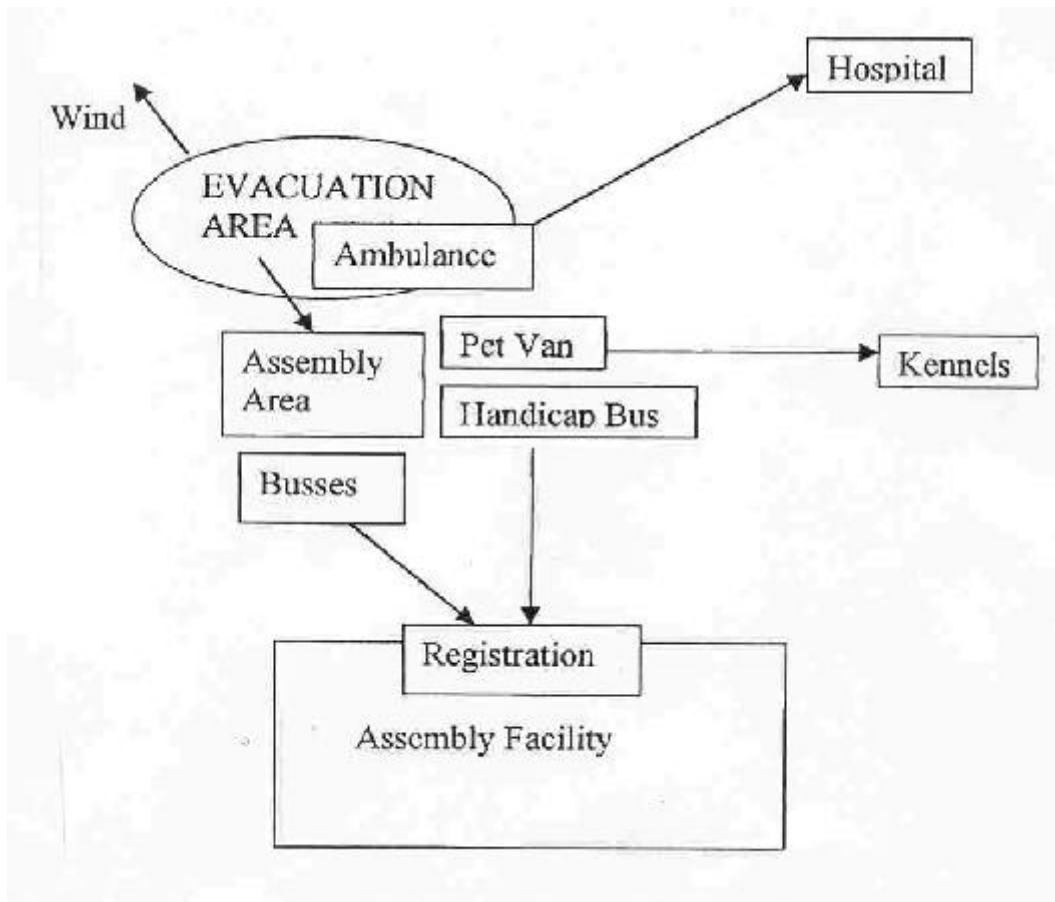 Hospital
Wind
EVACUATION
AREA
Ambulance
Pet Van
Assembly
Area
Kennels
Handicap Bus
Busses
Registration
Assembly Facility